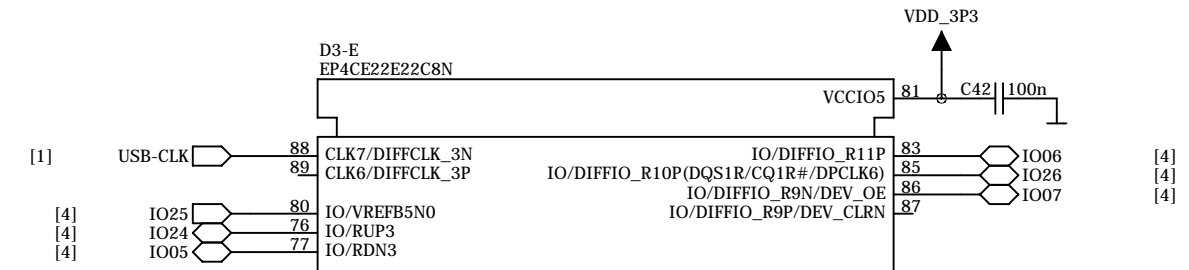 VDD_3P3
D3-E
EP4CE22E22C8N
VCCIO5 81 C42 100n
[1] USB-CLK 88 CLK7/DIFFCLK_3N IO/DIFFIO_R11P 83 IO06 [4]
89 CLK6/DIFFCLK_3P IO/DIFFIO_R10P(DQS1R/CQ1R#/DPCLK6) 85 IO26 [4]
IO/DIFFIO_R9N/DEV_OE 86 IO07 [4]
[4] IO25 80 IO/VREFB5N0 IO/DIFFIO_R9P/DEV_CLRN 87
[4] IO24 76 IO/RUP3
[4] IO05 77 IO/RDN3